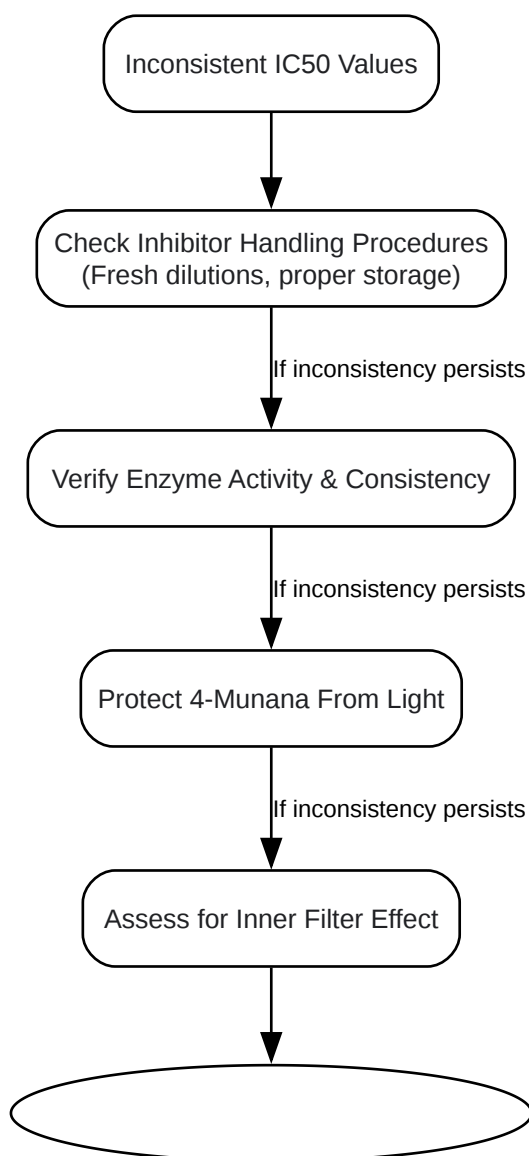 Inconsistent IC50 Values
Check Inhibitor Handling Procedures
(Fresh dilutions, proper storage)
If inconsistency persists
Verify Enzyme Activity & Consistency
If inconsistency persists
Protect 4-Munana From Light
If inconsistency persists
Assess for Inner Filter Effect